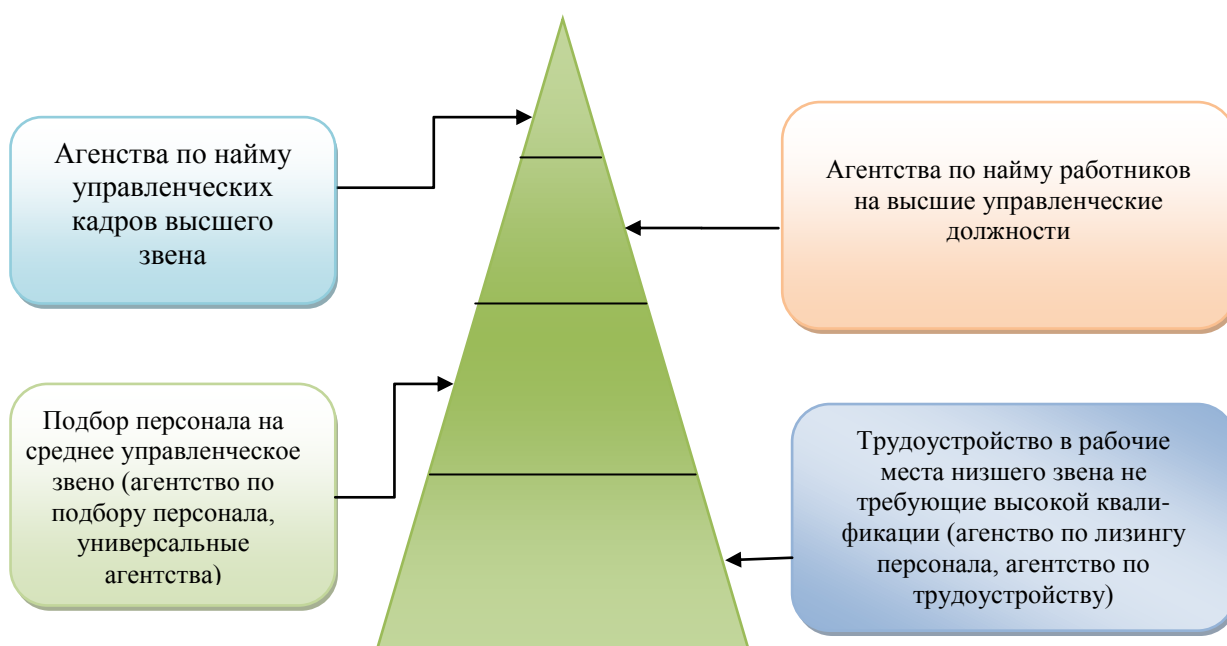 Агенства по найму
управленческих
кадров высшего
звена
Агентства по найму работников
на высшие управленческие
должности
Подбор персонала на
среднее управленческое
звено (агентство по
подбору персонала,
универсальные
агентства)
Трудоустройство в рабочие
места низшего звена не
требующие высокой квали-
фикации (агенство по лизингу
персонала, агентство по
трудоустройству)